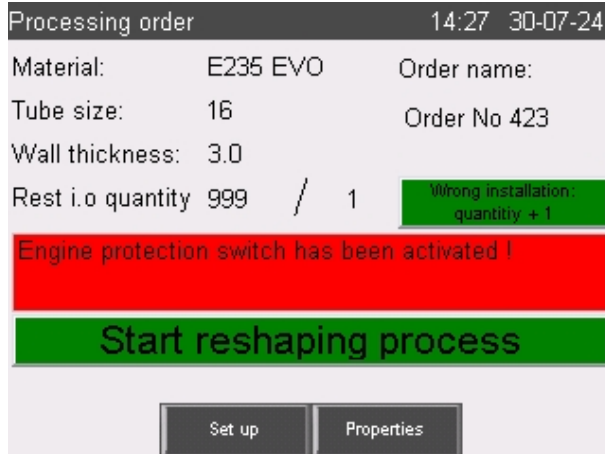 Processing order 14:27 30-07-24
Material: E235 EVO Order name:
Tube size: 16 Order No 423
Wall thickness: 3.0
Rest i.o quantity 999 / 1
Wrong installation:
quantitiy + 1
Engine protection switch has been activated !
Start reshaping process
Set up Properties